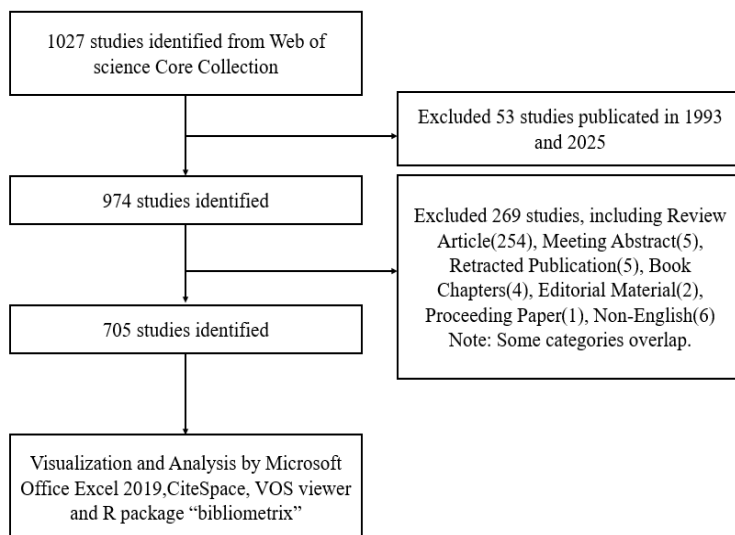 1027 studies identified from Web of
science Core Collection
Excluded 53 studies publicated in 1993
and 2025
974 studies identified
Excluded 269 studies, including Review
Article(254), Meeting Abstract(5),
Retracted Publication(5), Book
Chapters(4), Editorial Material(2),
Proceeding Paper(1), Non-English(6)
Note: Some categories overlap.
705 studies identified
Visualization and Analysis by Microsoft
Office Excel 2019,CiteSpace, VOS viewer
and R package “bibliometrix”